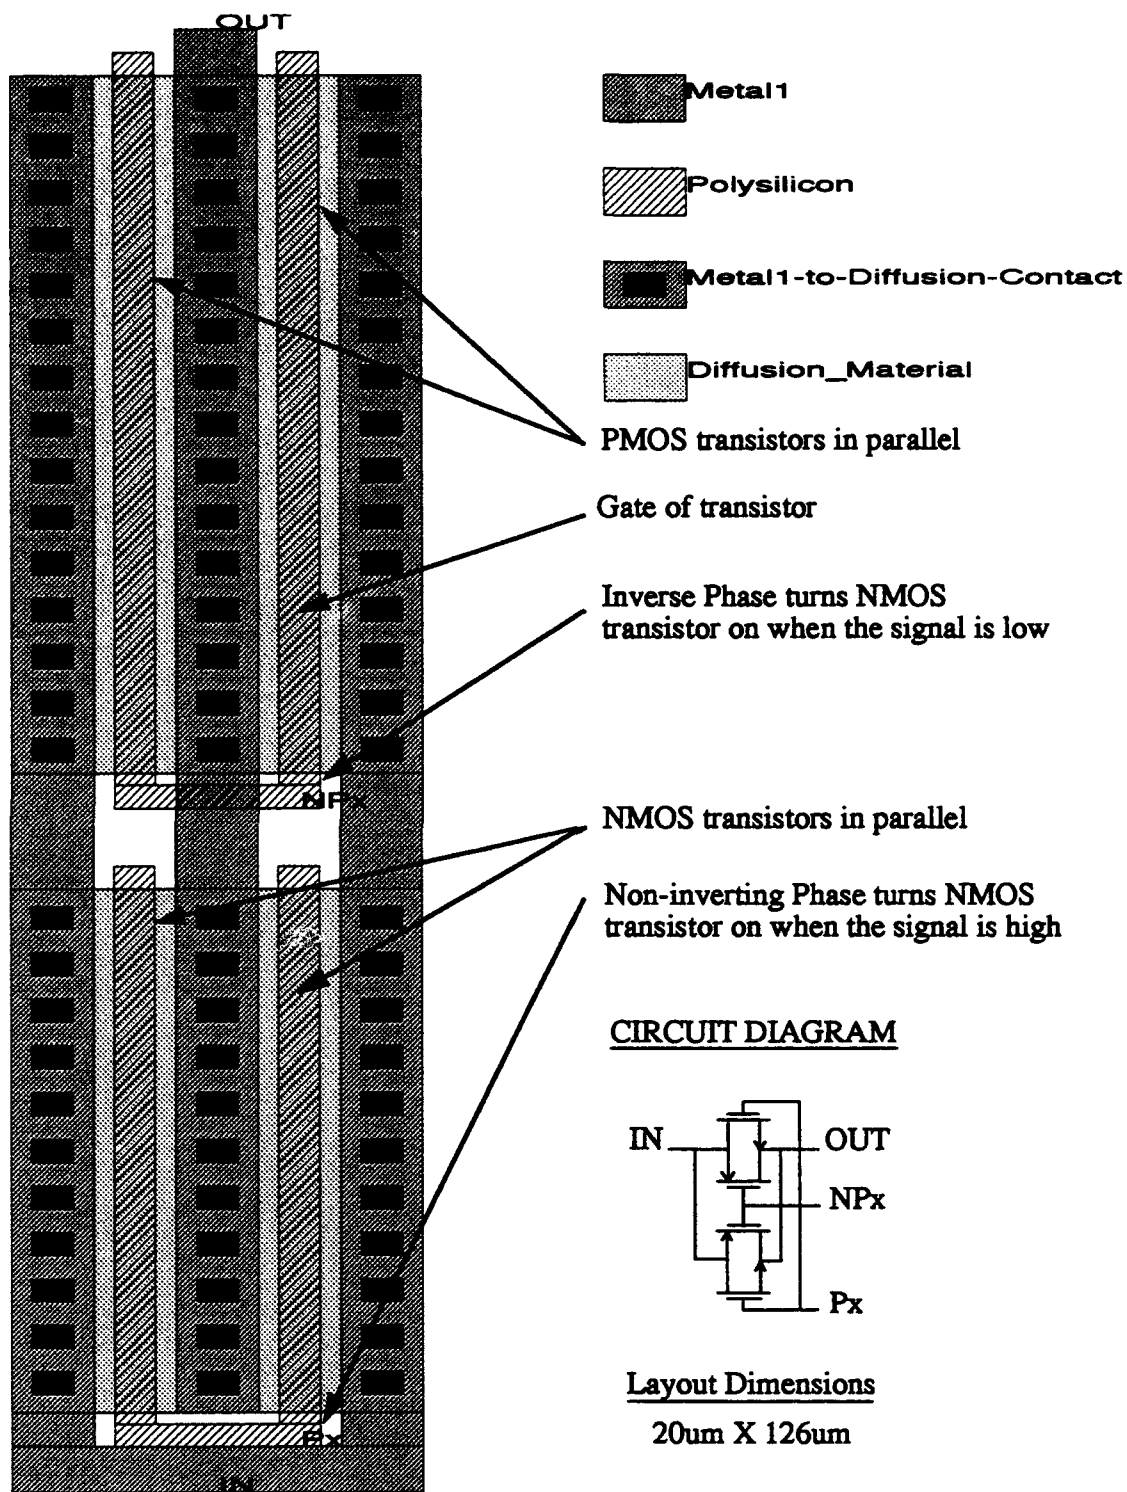 OUT
Metal1
Polysilicon
Metal1-to-Diffusion-Contact
Diffusion_Material
PMOS transistors in parallel
Gate of transistor
Inverse Phase turns NMOS
transistor on when the signal is low
NPx
NMOS transistors in parallel
Non-inverting Phase turns NMOS
transistor on when the signal is high
CIRCUIT DIAGRAM
IN
OUT
NPx
Px
Layout Dimensions
20um X 126um
Px
IN